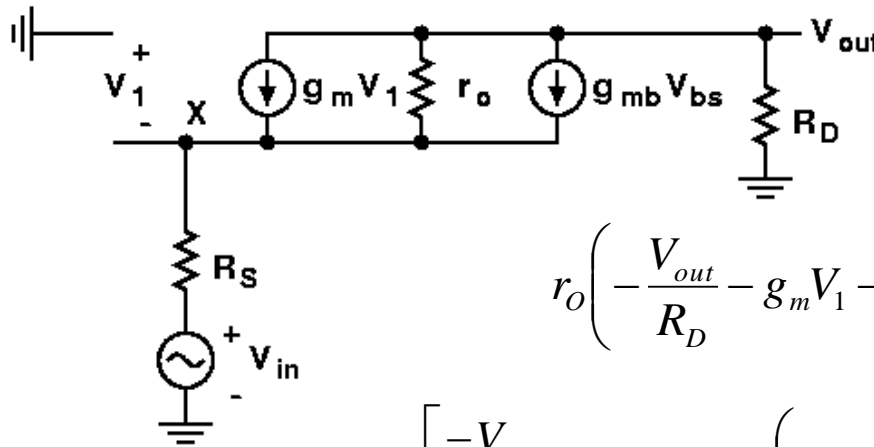 +
V_1
-
X
g_m V_1
r_o
g_mb V_bs
V_out
R_D
R_S
+
V_in
-
r_O ( - V_out / R_D - g_m V_1 -
[ -V (